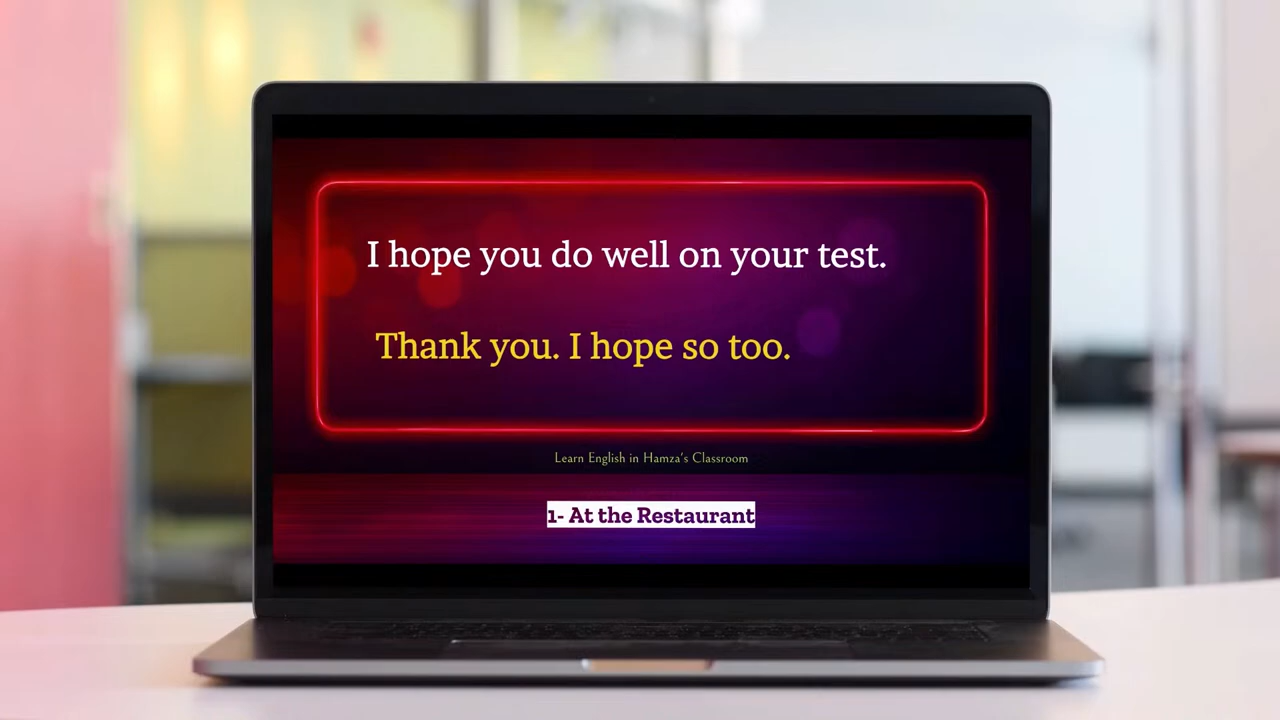 I hope you do well on your test.
Thank you. I hope so too.
Learn English in Hamza's Classroom
1- At the Restaurant